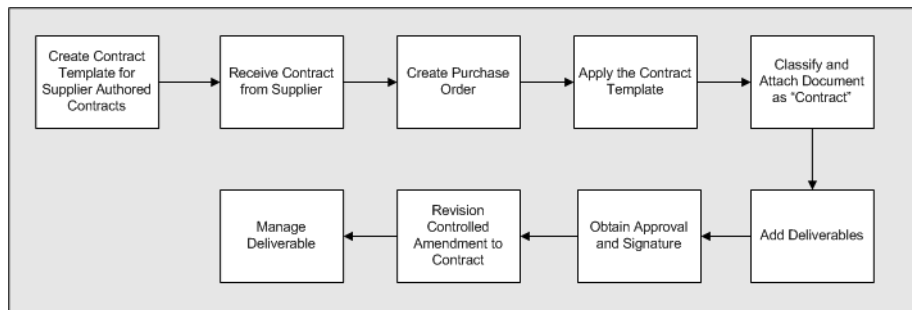 Create Contract
Template for
Supplier Authored
Contracts
Receive Contract
from Supplier
Create Purchase
Order
Apply the Contract
Template
Classify and
Attach Document
as “Contract”
Add Deliverables
Obtain Approval
and Signature
Revision
Controlled
Amendment to
Contract
Manage
Deliverable